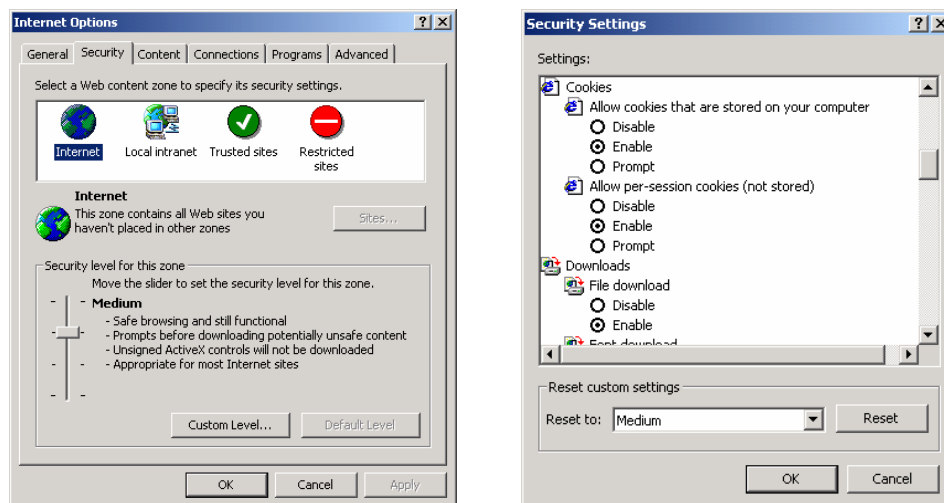 Internet Options
General Security Content Connections Programs Advanced
Select a Web content zone to specify its security settings.
Internet Local intranet Trusted sites Restricted
sites
Internet
This zone contains all Web sites you
haven't placed in other zones
Sites...
Security level for this zone
Move the slider to set the security level for this zone.
Medium
- Safe browsing and still functional
- Prompts before downloading potentially unsafe content
- Unsigned ActiveX controls will not be downloaded
- Appropriate for most Internet sites
Custom Level... Default Level
OK Cancel Apply
Security Settings
Settings:
Cookies
Allow cookies that are stored on your computer
Disable
Enable
Prompt
Allow per-session cookies (not stored)
Disable
Enable
Prompt
Downloads
File download
Disable
Enable
Font download
Reset custom settings
Reset to: Medium Reset
OK Cancel